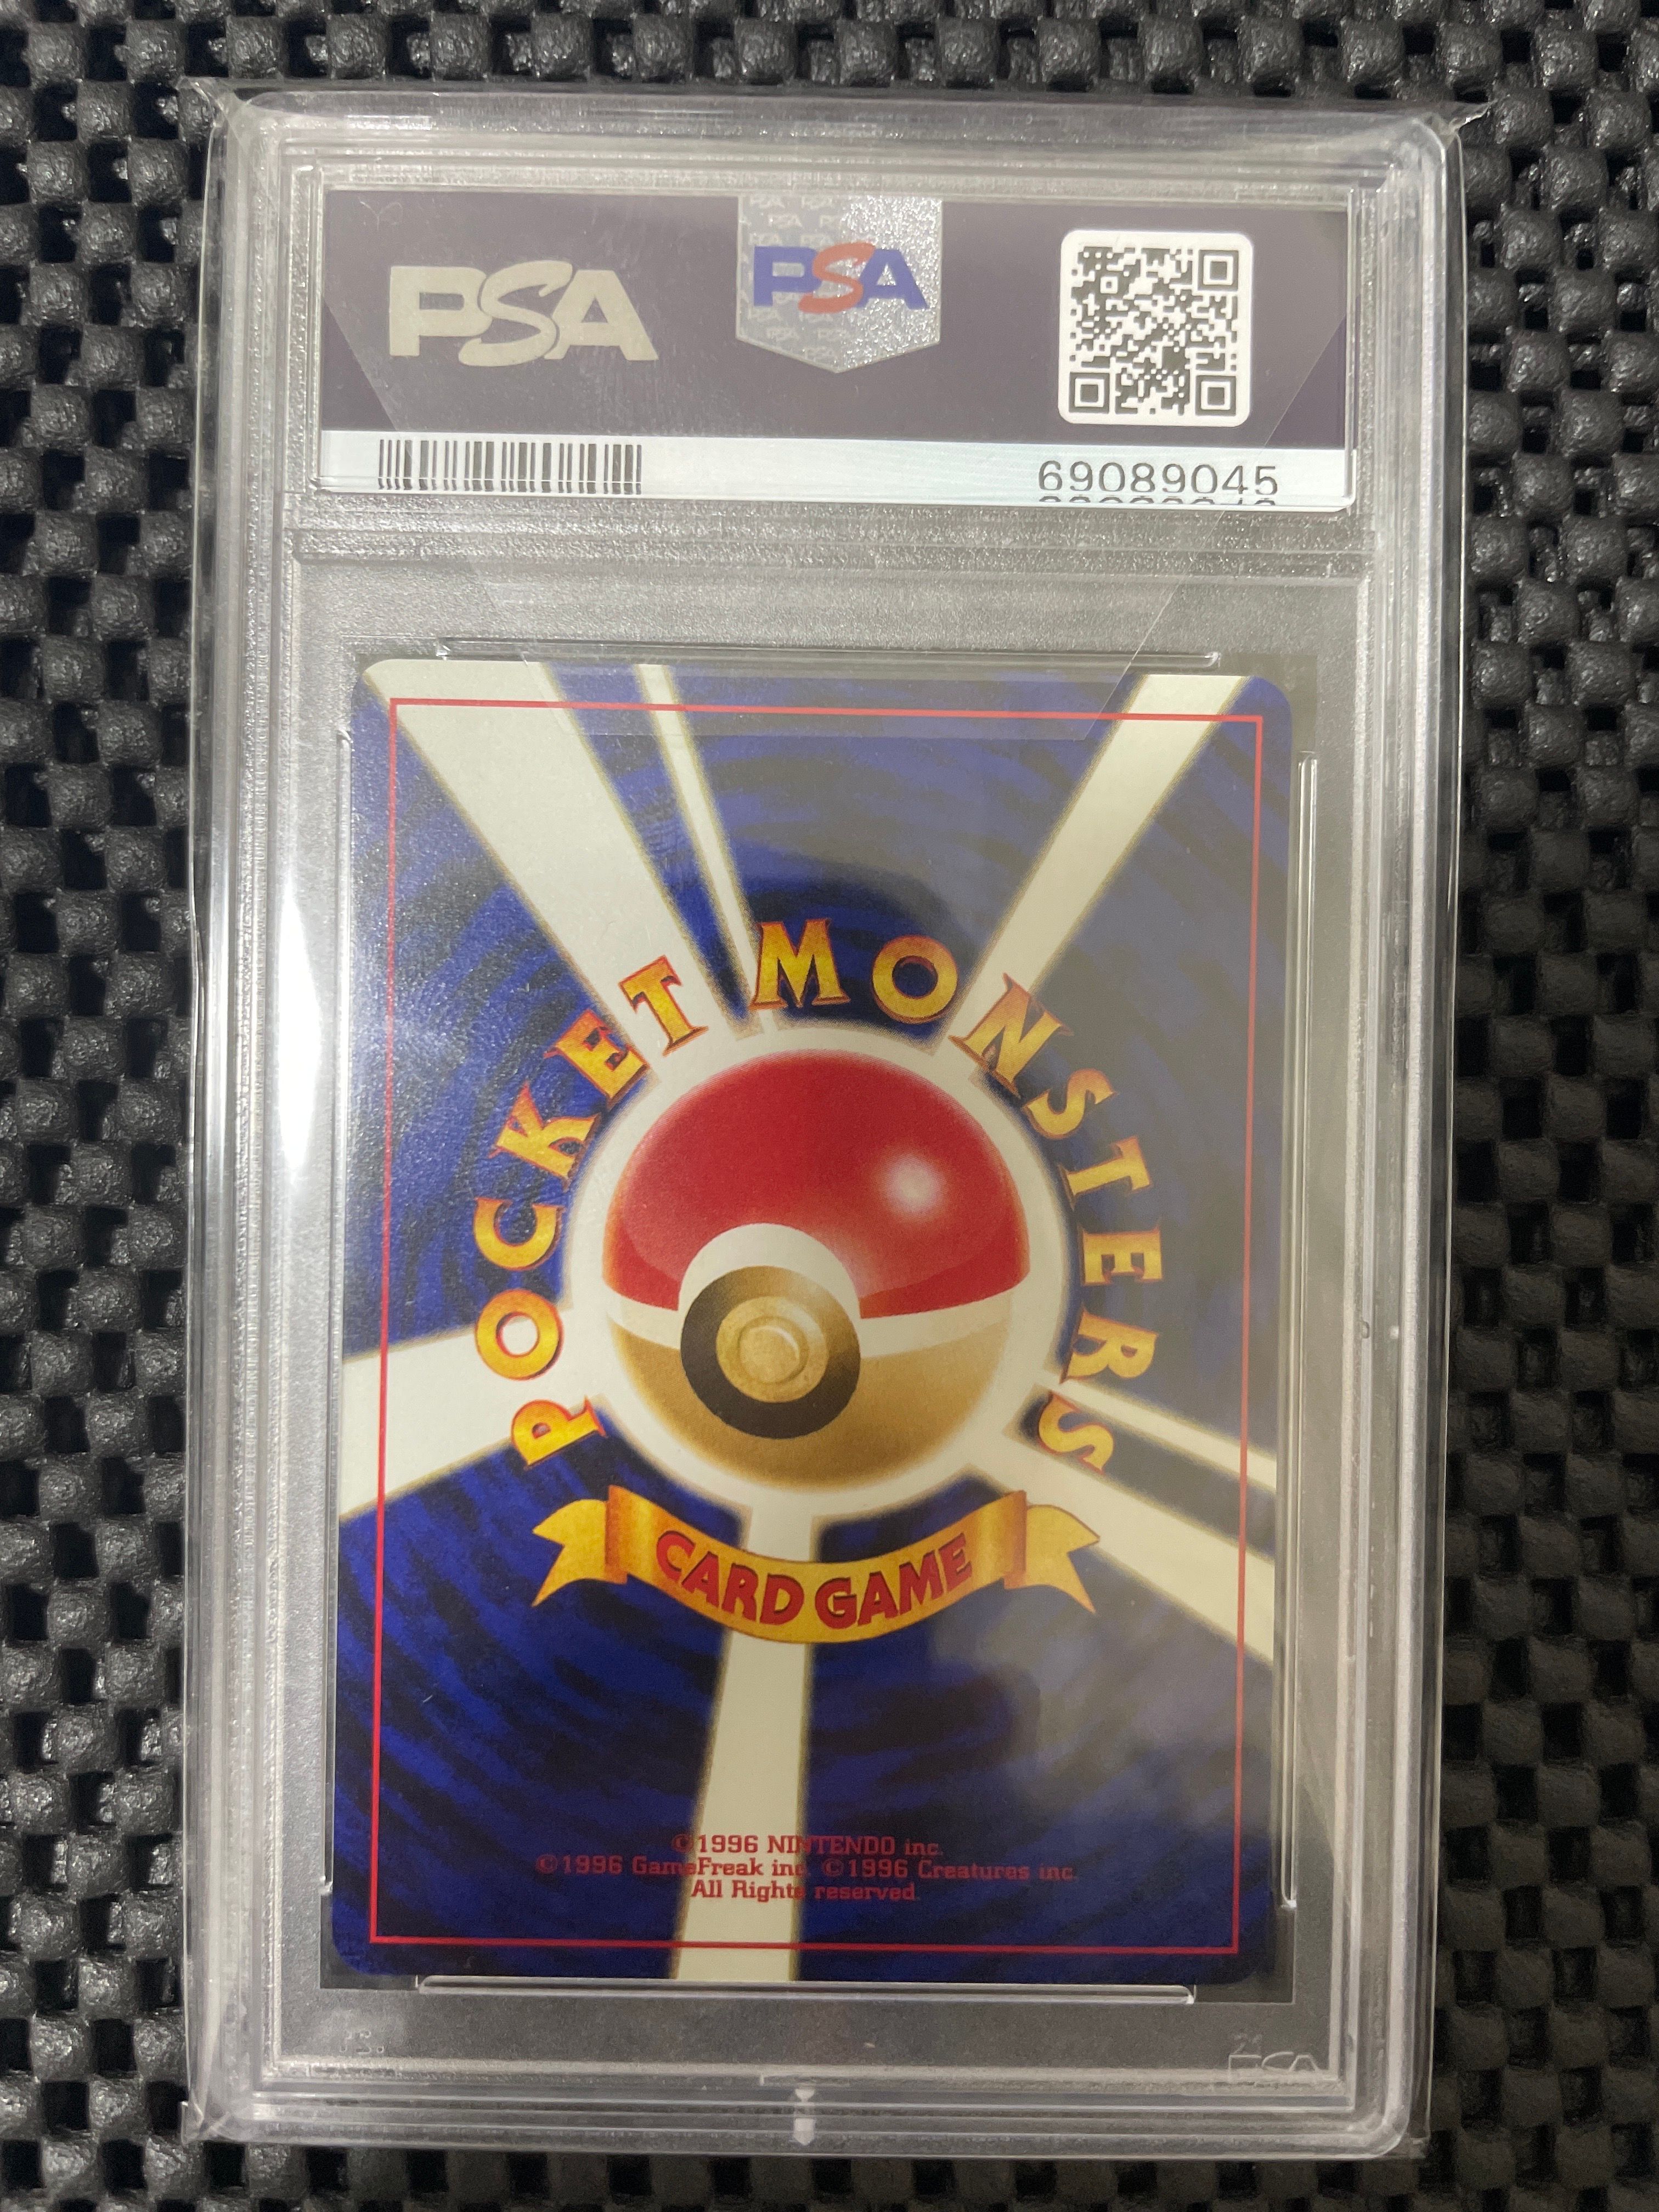 PSA
PSA
69089045
POCKET MONSTERS
CARD GAME
©1996 NINTENDO inc.
©1996 GameFreak inc. ©1996 Creatures inc.
All Rights reserved.
PSA